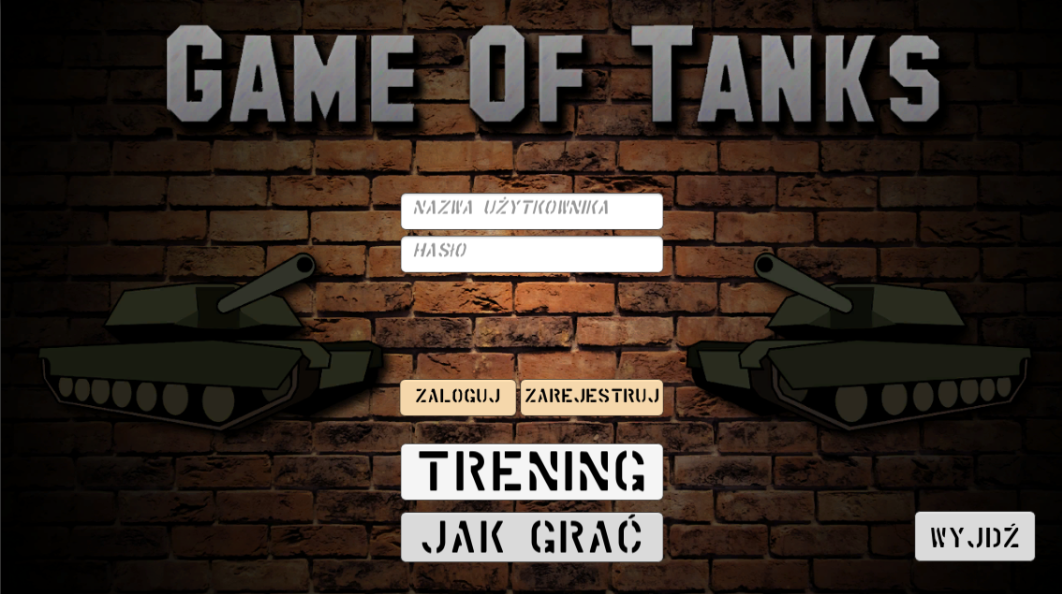 GAME OF TANKS
NAZWA UŻYTKOWNIKA
HASŁO
ZALOGUJ ZAREJESTRUJ
TRENING
JAK GRAĆ
WYJDŹ